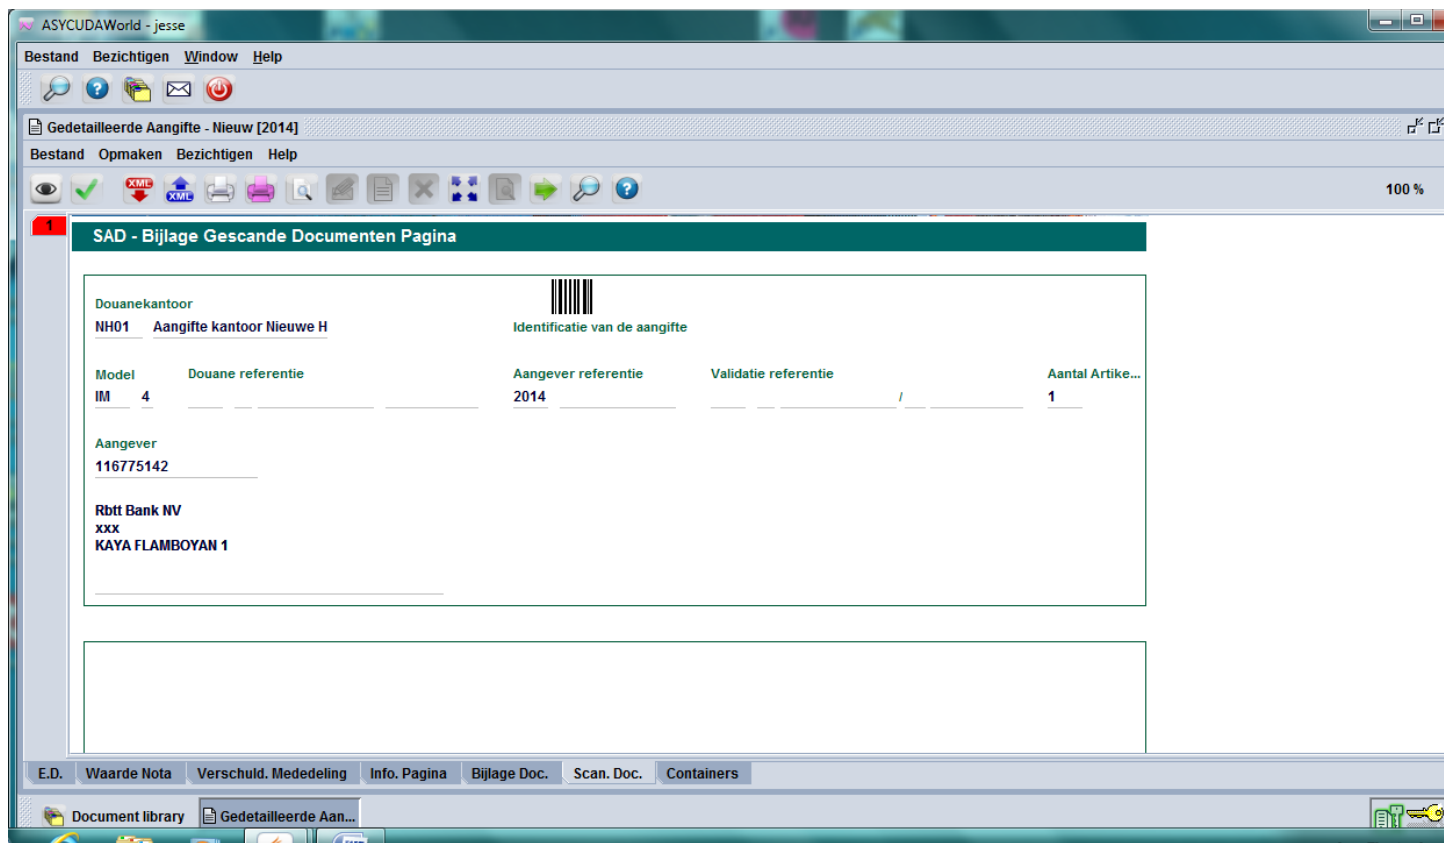 ASYCUDAWorld - jesse
Bestand Bezichtigen Window Help
Gedetailleerde Aangifte - Nieuw [2014]
Bestand Opmaken Bezichtigen Help
XML XML 100 %
1
SAD - Bijlage Gescande Documenten Pagina
Douanekantoor
NH01 Aangifte kantoor Nieuwe H Identificatie van de aangifte
Model Douane referentie Aangever referentie Validatie referentie Aantal Artike...
IM 4 2014 / 1
Aangever
116775142
Rbtt Bank NV
xxx
KAYA FLAMBOYAN 1
E.D. Waarde Nota Verschuld. Mededeling Info. Pagina Bijlage Doc. Scan. Doc. Containers
Document library Gedetailleerde Aan...